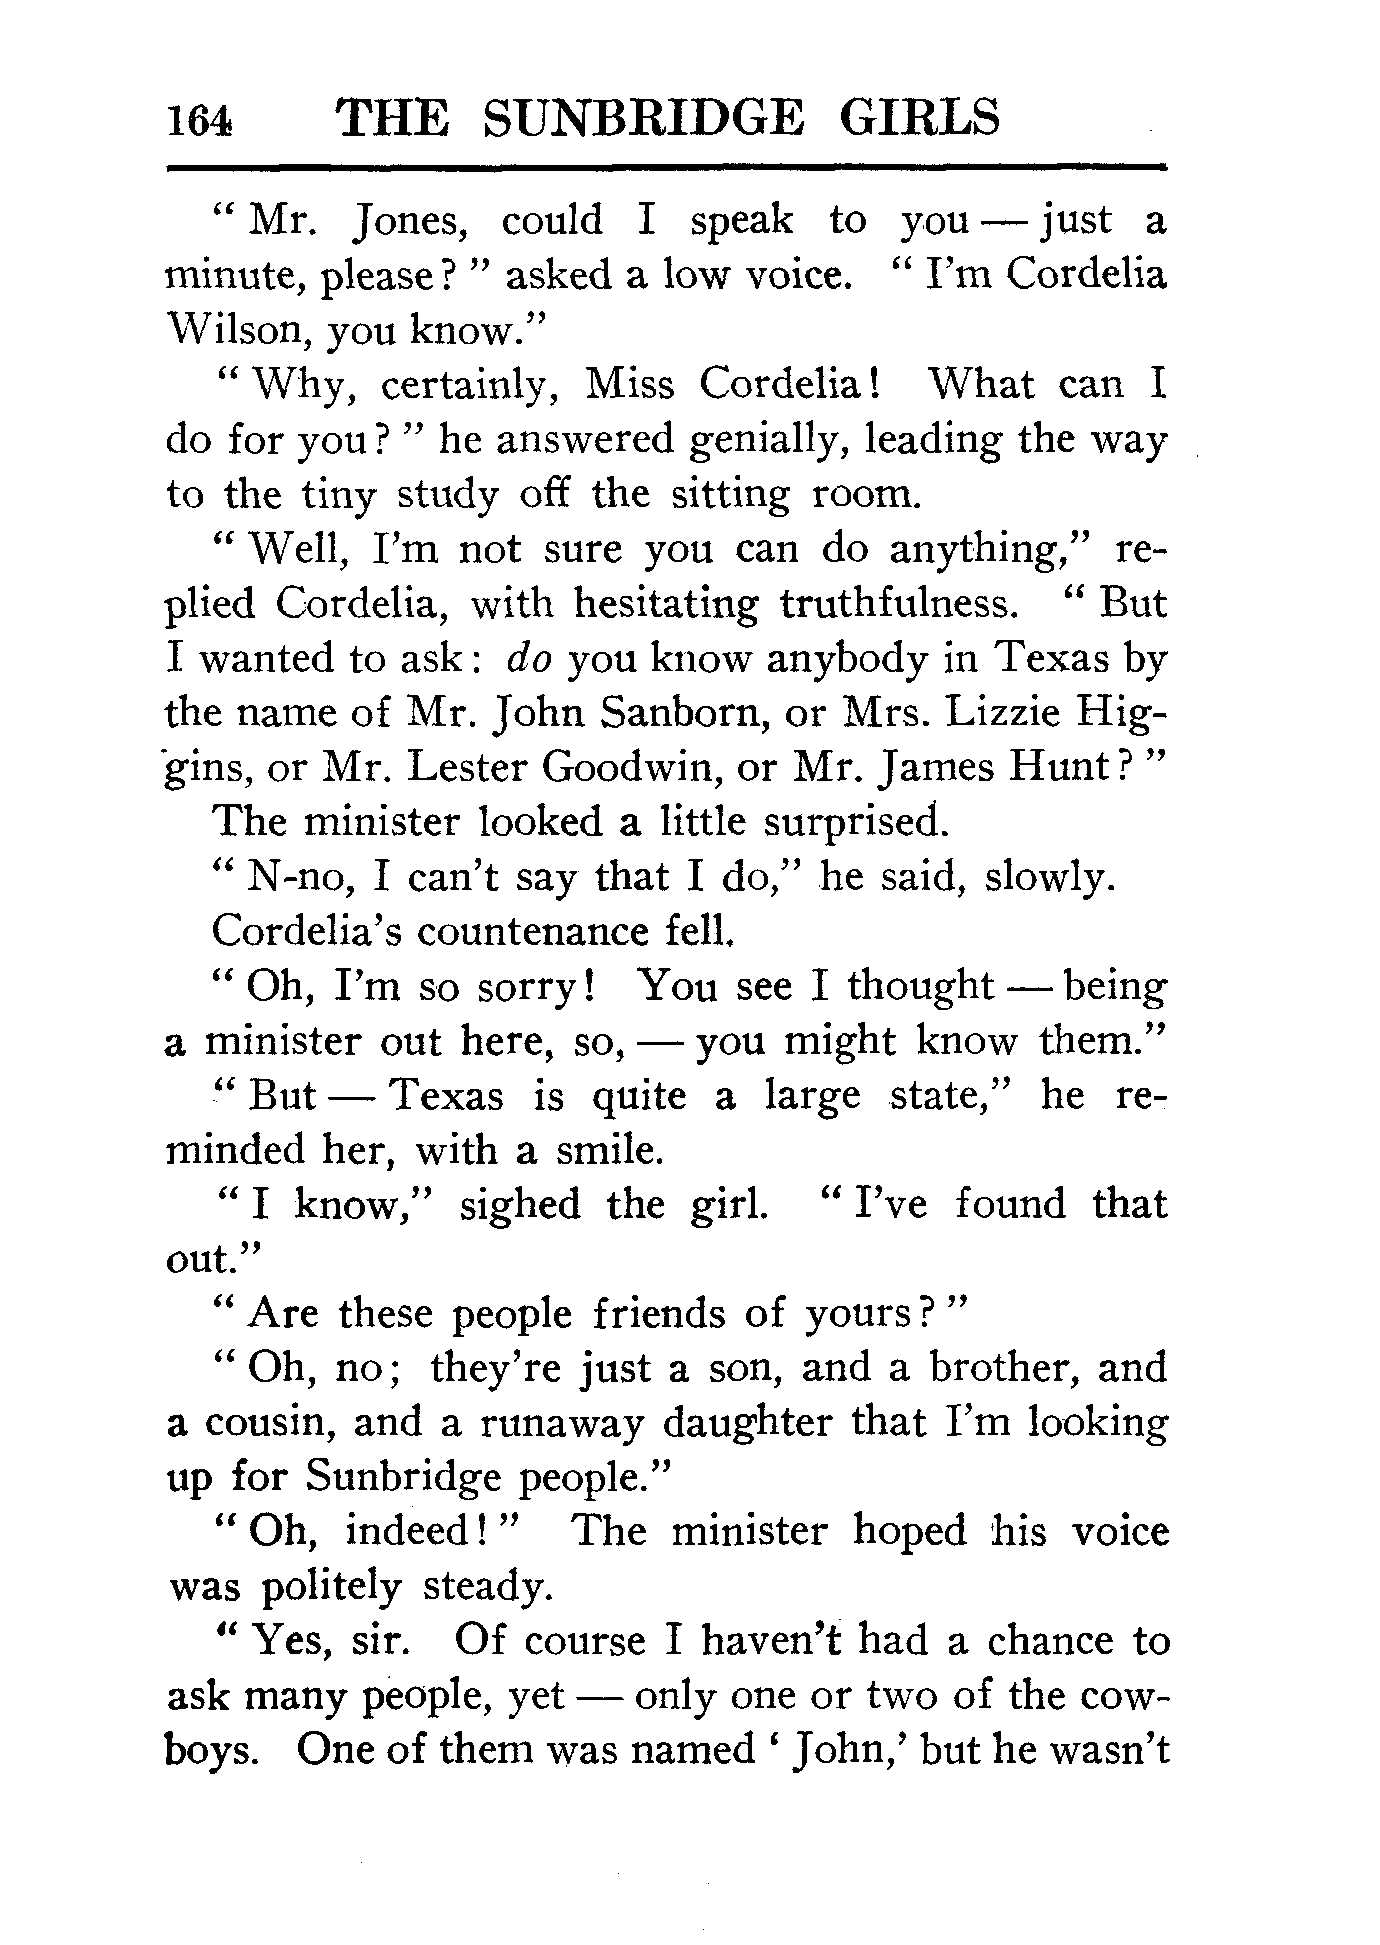 164 THE SUNBRIDGE GIRLS
“ Mr. Jones, could I speak to you — just a
minute, please? ” asked a low voice. “ I’m Cordelia
Wilson, you know.”
“ Why, certainly, Miss Cordelia! What can I
do for you? ” he answered genially, leading the way
to the tiny study off the sitting room.
“ Well, I’m not sure you can do anything,” re-
plied Cordelia, with hesitating truthfulness. “ But
I wanted to ask: do you know anybody in Texas by
the name of Mr. John Sanborn, or Mrs. Lizzie Hig-
gins, or Mr. Lester Goodwin, or Mr. James Hunt? ”
The minister looked a little surprised.
“ N-no, I can’t say that I do,” he said, slowly.
Cordelia’s countenance fell.
“ Oh, I’m so sorry! You see I thought — being
a minister out here, so, — you might know them.”
“ But — Texas is quite a large state,” he re-
minded her, with a smile.
“ I know,” sighed the girl. “ I’ve found that
out.”
“ Are these people friends of yours? ”
“ Oh, no; they’re just a son, and a brother, and
a cousin, and a runaway daughter that I’m looking
up for Sunbridge people.”
“ Oh, indeed! ” The minister hoped his voice
was politely steady.
“ Yes, sir. Of course I haven’t had a chance to
ask many people, yet — only one or two of the cow-
boys. One of them was named ‘ John,’ but he wasn’t